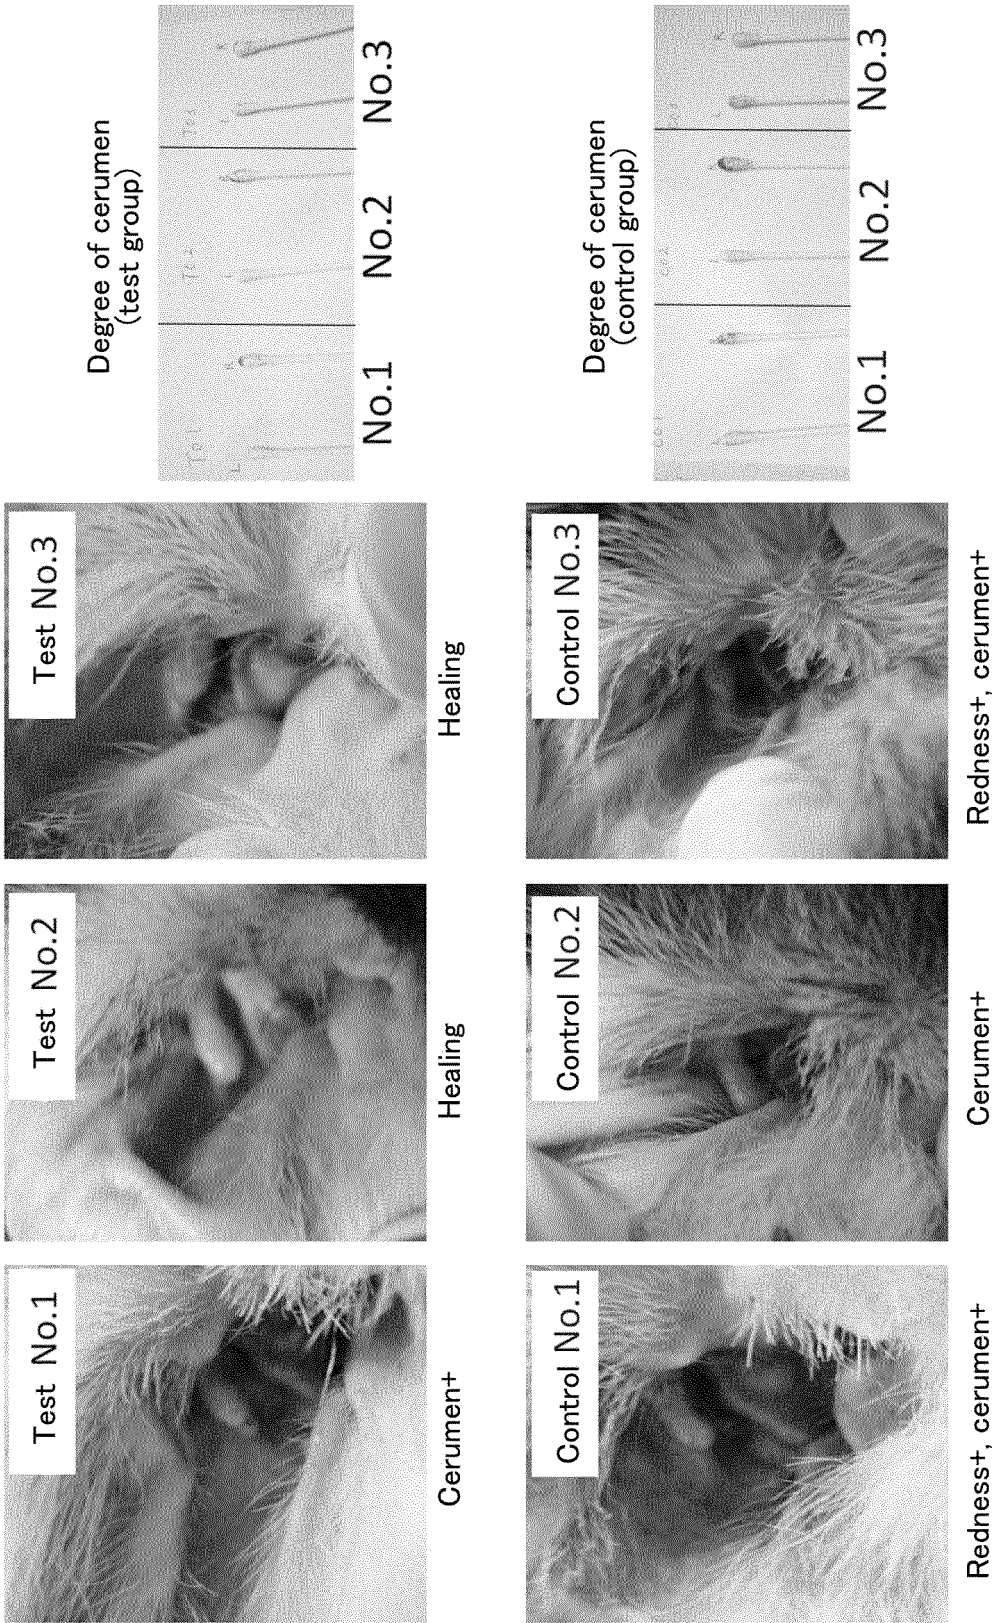 Test No.1
Test No.2
Test No.3
Degree of cerumen
(test group)
No.1
No.2
No.3
Cerumen+
Healing
Healing
Control No.1
Control No.2
Control No.3
Degree of cerumen
(control group)
No.1
No.2
No.3
Redness+, cerumen+
Cerumen+
Redness+, cerumen+